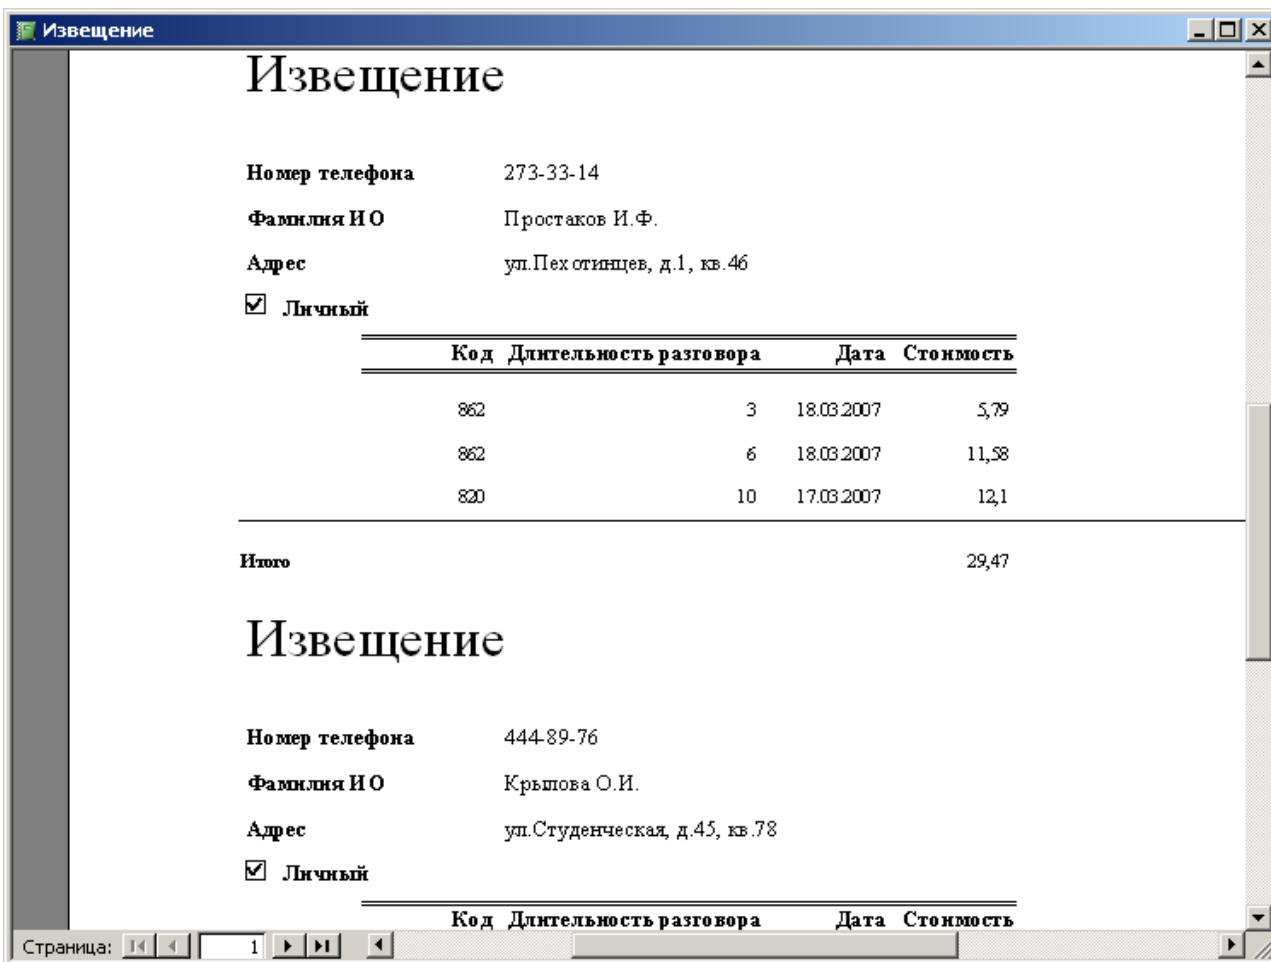 Извещение
Извещение
Номер телефона 273-33-14
Фамилия И О Простаков И.Ф.
Адрес ул.Пехотинцев, д.1, кв.46
Личный
Код Длительность разговора Дата Стоимость
862 3 18.03.2007 5,79
862 6 18.03.2007 11,58
820 10 17.03.2007 12,1
Итого 29,47
Извещение
Номер телефона 444-89-76
Фамилия И О Крылова О.И.
Адрес ул.Студенческая, д.45, кв.78
Личный
Код Длительность разговора Дата Стоимость
Страница: 1